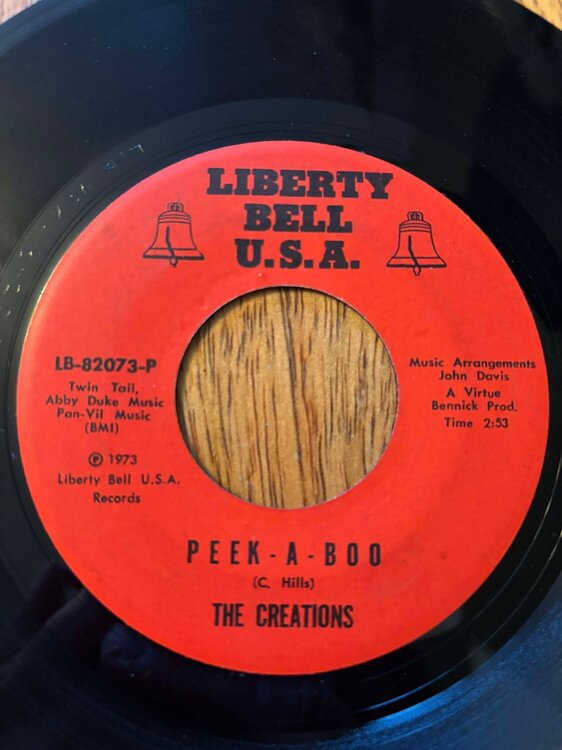 LIBERTY
BELL
U.S.A.
LB-82073-P
Twin Tail,
Abby Duke Music
Pan-Vil Music
(BMI)
℗ 1973
Liberty Bell U.S.A.
Records
Music Arrangements
John Davis
A Virtue
Bennick Prod.
Time 2:53
PEEK-A-BOO
(C. Hills)
THE CREATIONS